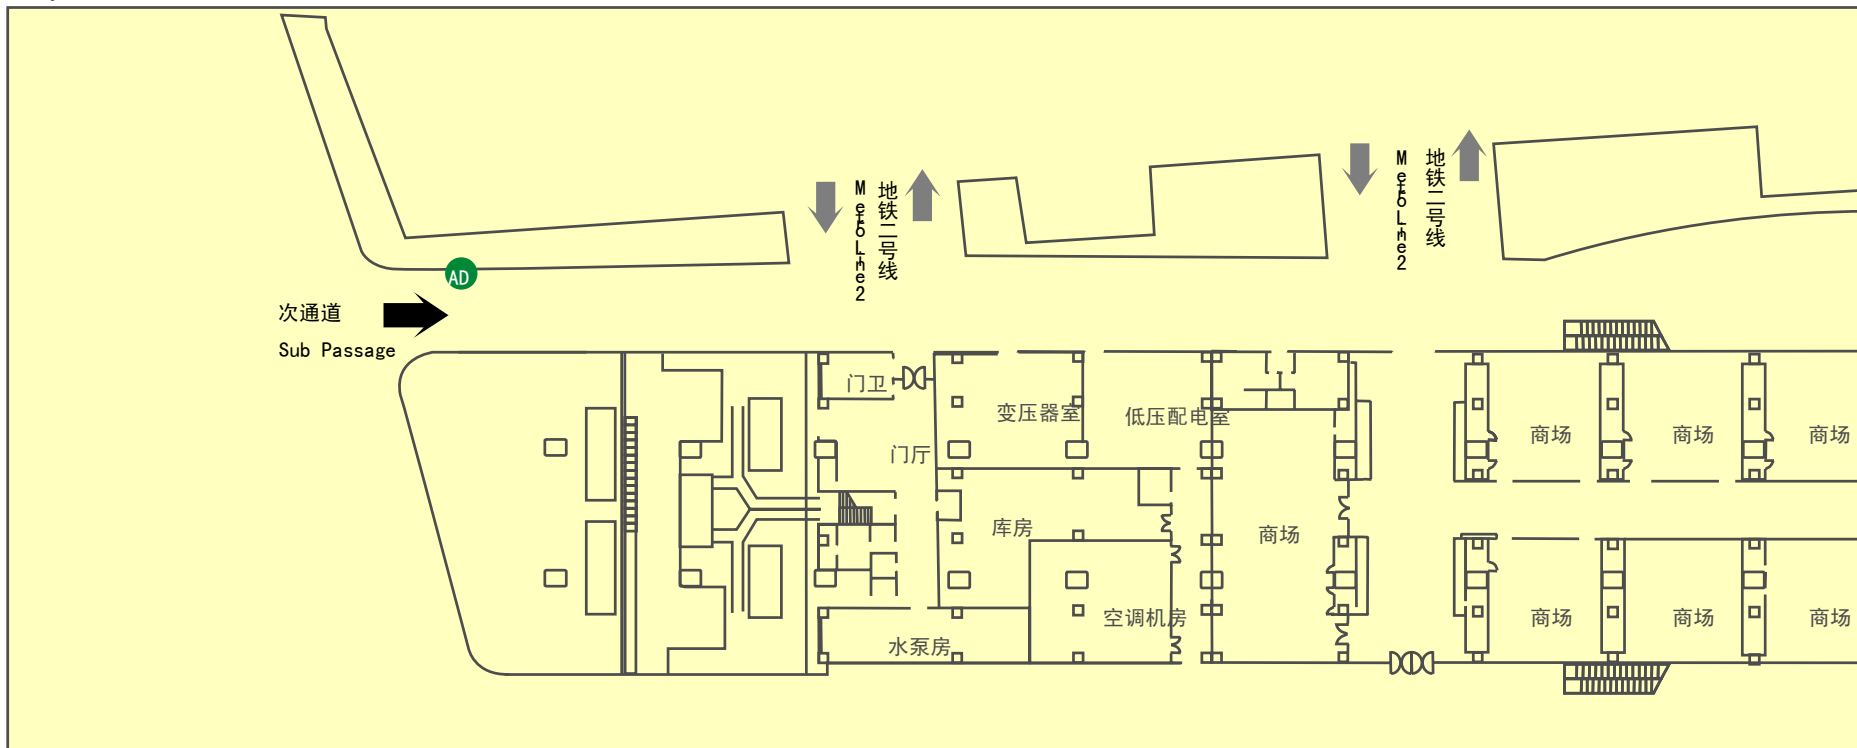 地铁二号线
Metro Line2
地铁二号线
Metro Line2
AD
次通道
Sub Passage
门卫
变压器室
低压配电室
门厅
商场
商场
商场
库房
商场
空调机房
水泵房
商场
商场
商场